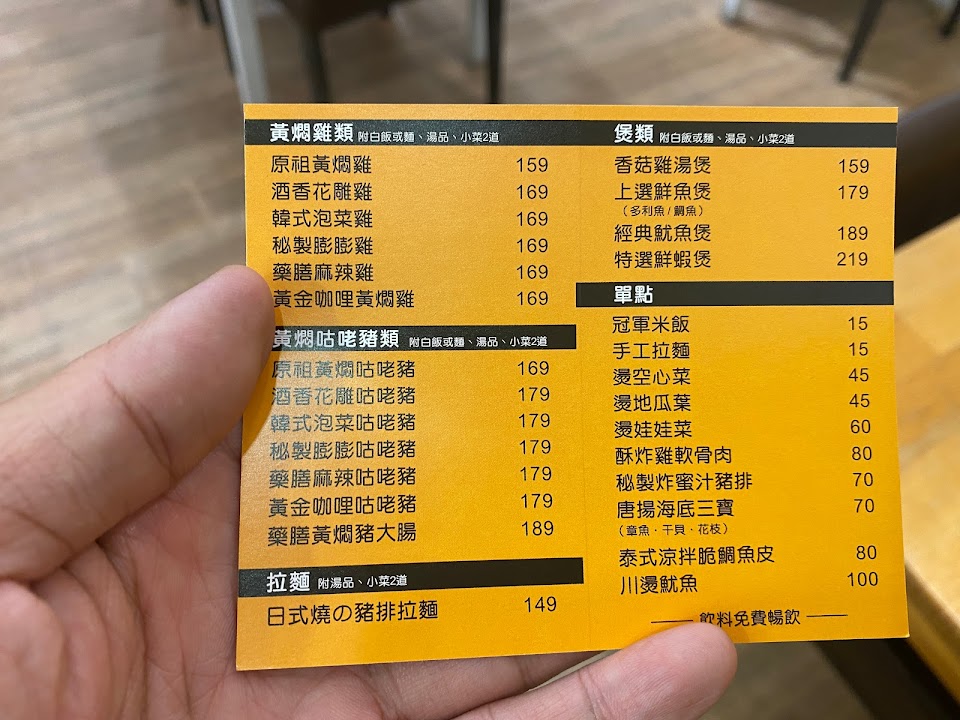 黃燜雞類 附白飯或麵、湯品、小菜2道
原祖黃燜雞 159
酒香花雕雞 169
韓式泡菜雞 169
秘製膨膨雞 169
藥膳麻辣雞 169
黃金咖哩黃燜雞 169
黃燜咕咾豬類 附白飯或麵、湯品、小菜2道
原祖黃燜咕咾豬 169
酒香花雕咕咾豬 179
韓式泡菜咕咾豬 179
秘製膨膨咕咾豬 179
藥膳麻辣咕咾豬 179
黃金咖哩咕咾豬 179
藥膳黃燜豬大腸 189
拉麵 附湯品、小菜2道
日式燒の豬排拉麵 149
煲類 附白飯或麵、湯品、小菜2道
香菇雞湯煲 159
上選鮮魚煲 179
（多利魚/鯛魚）
經典魷魚煲 189
特選鮮蝦煲 219
單點
冠軍米飯 15
手工拉麵 15
燙空心菜 45
燙地瓜葉 45
燙娃娃菜 60
酥炸雞軟骨肉 80
秘製炸蜜汁豬排 70
唐揚海底三寶 70
（章魚·干貝·花枝）
泰式涼拌脆鯛魚皮 80
川燙魷魚 100
飲料免費暢飲